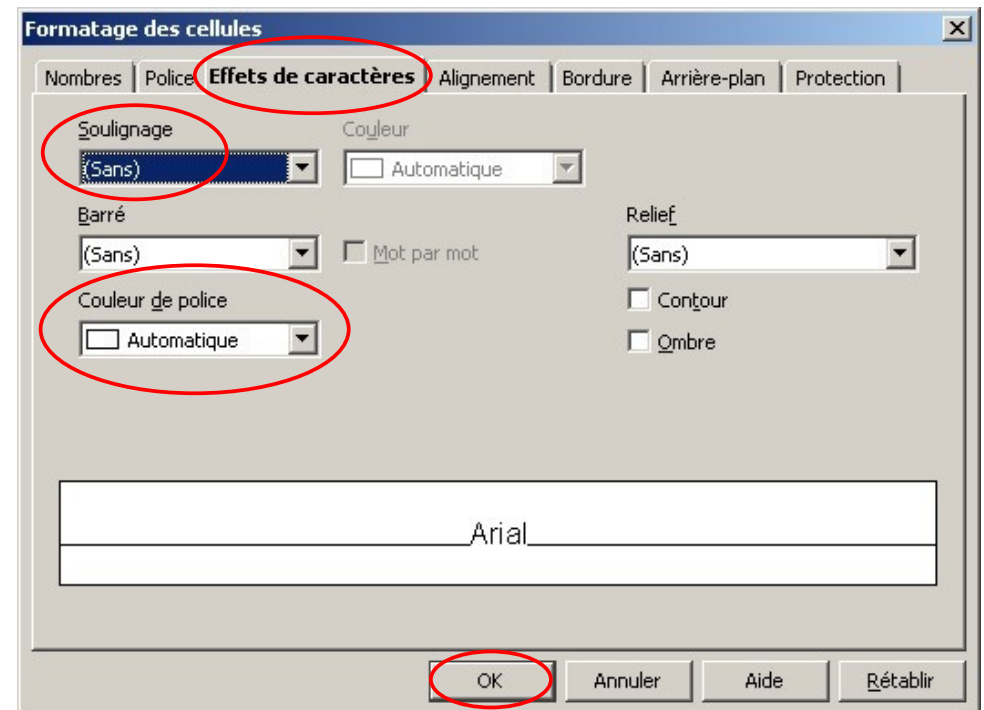 Formatage des cellules
Nombres Police Effets de caractères Alignement Bordure Arrière-plan Protection
Soulignage Couleur
(Sans) Automatique
Barré Relief
(Sans) Mot par mot (Sans)
Couleur de police Contour
Automatique Ombre
Arial
OK Annuler Aide Rétablir